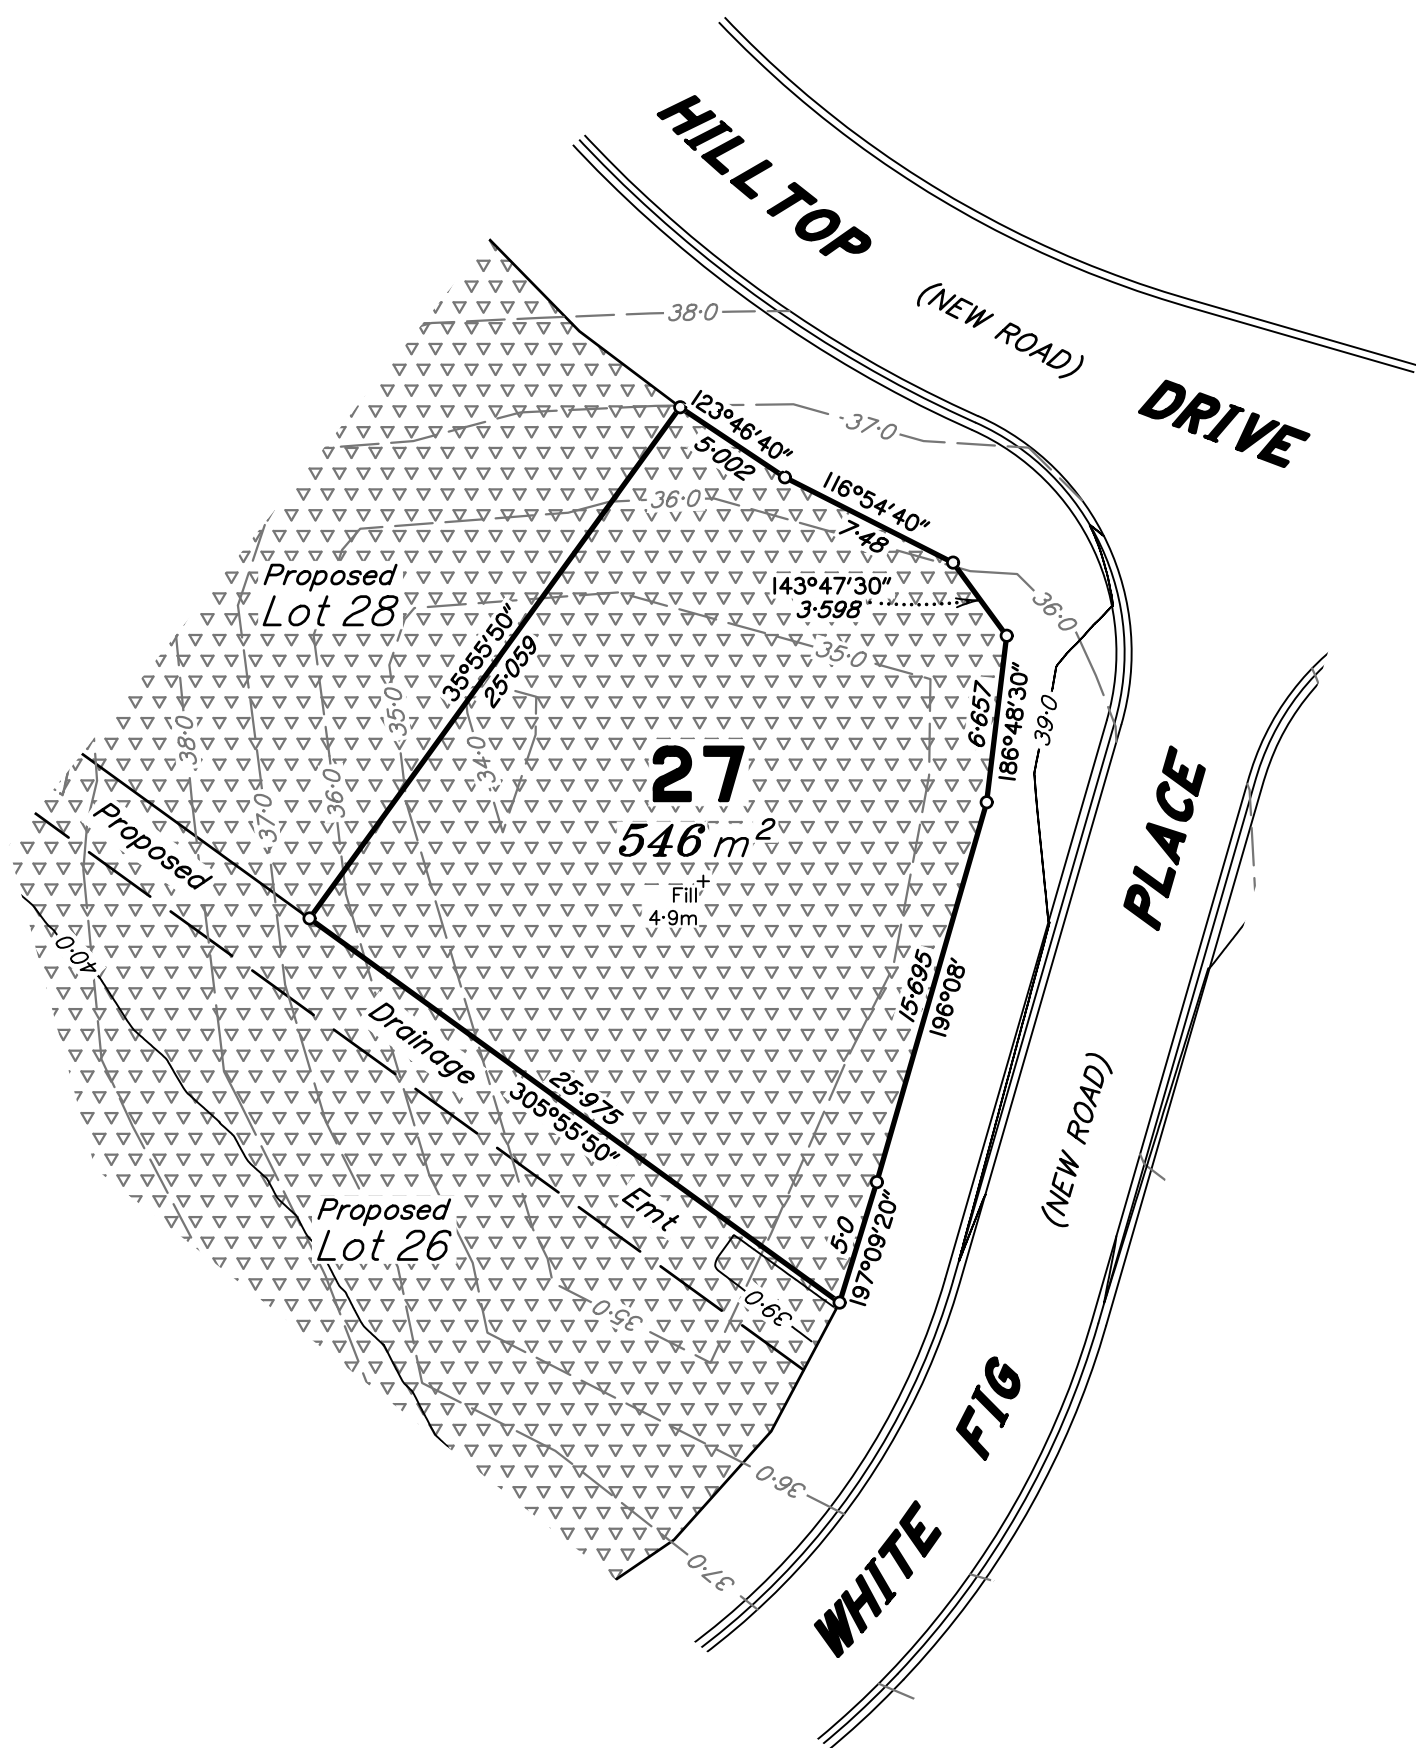 HILLTOP
(NEW ROAD)
DRIVE
38·0
37·0
123°46′40″
5·002
116°54′40″
7·48
36·0
143°47′30″
3·598
36·0
Proposed
Lot 28
35°55′50″
25·059
35·0
35·0
6·657
186°48′30″
39·0
38·0
37·0
36·0
34·0
27
546 m²
Fill
4·9m
PLACE
Proposed
40·0
15·695
196°08′
Drainage
25·975
305°55′50″
(NEW ROAD)
Emt
Proposed
Lot 26
5·0
197°09′20″
39·0
35·0
FIG
36·0
WHITE
37·0